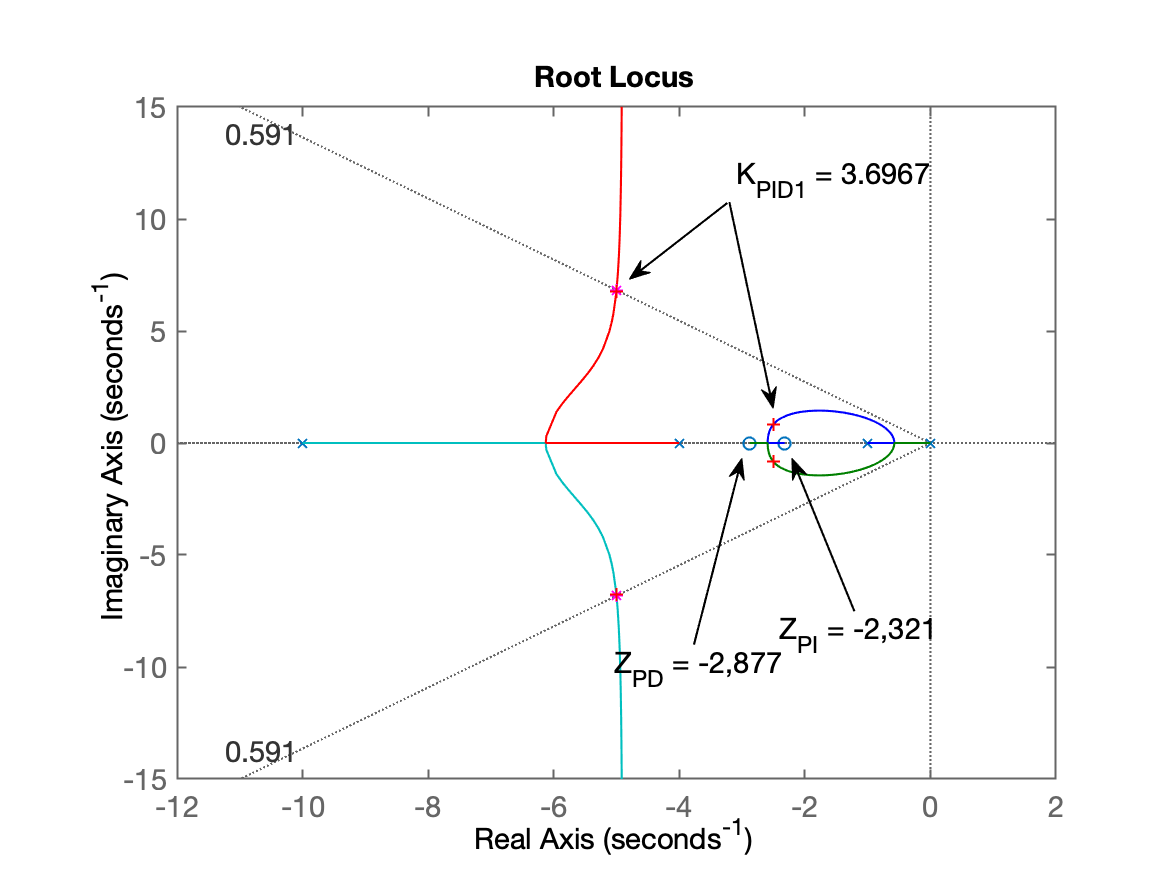 Root Locus
15
0.591
K_PID1 = 3.6967
10
5
0
-5
Z_PI = -2,321
Z_PD = -2,877
-10
0.591
-15
-12 -10 -8 -6 -4 -2 0 2
Real Axis (seconds^-1)
Imaginary Axis (seconds^-1)